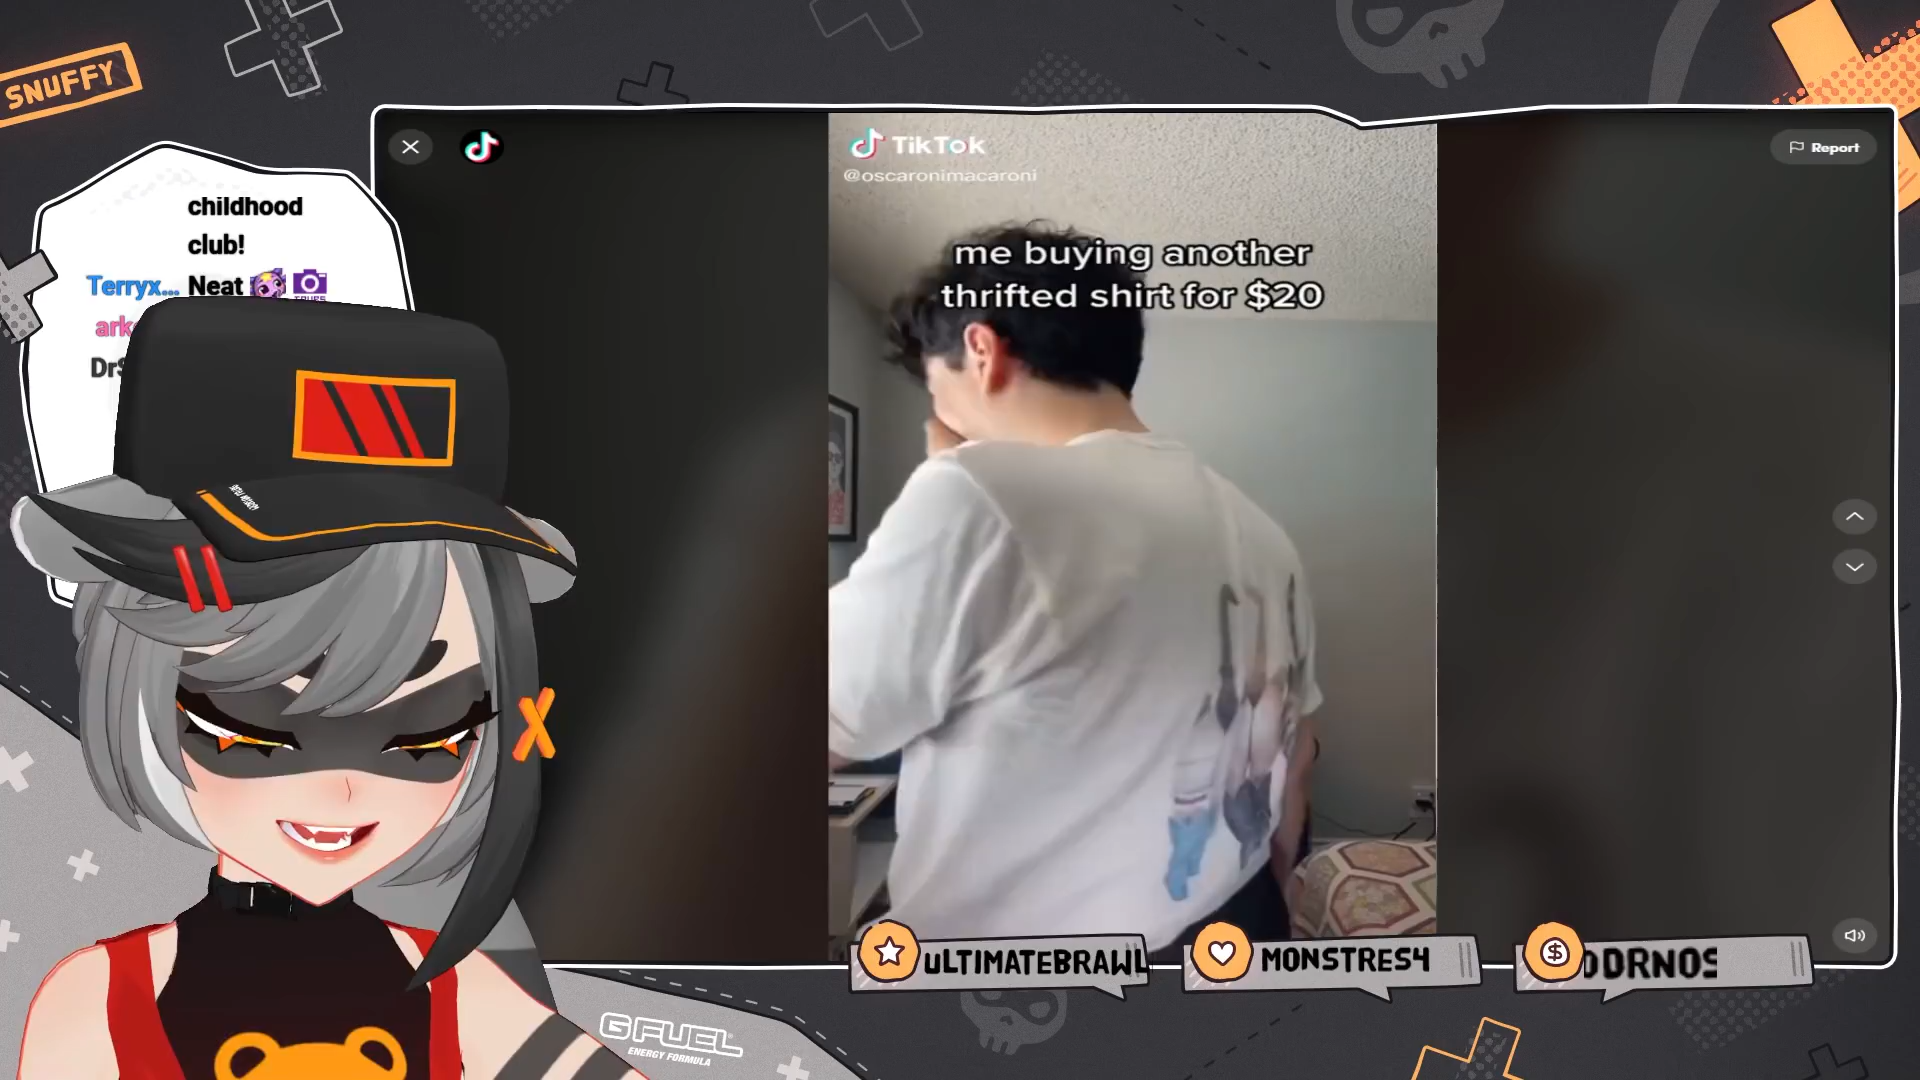 SNUFFY
childhood
club!
Terryx... Neat
TikTok
@oscaronimacaroni
Report
me buying another
thrifted shirt for $20
ULTIMATEBRAWL
MONSTRES4
DDRNOS
G FUEL
ENERGY FORMULA